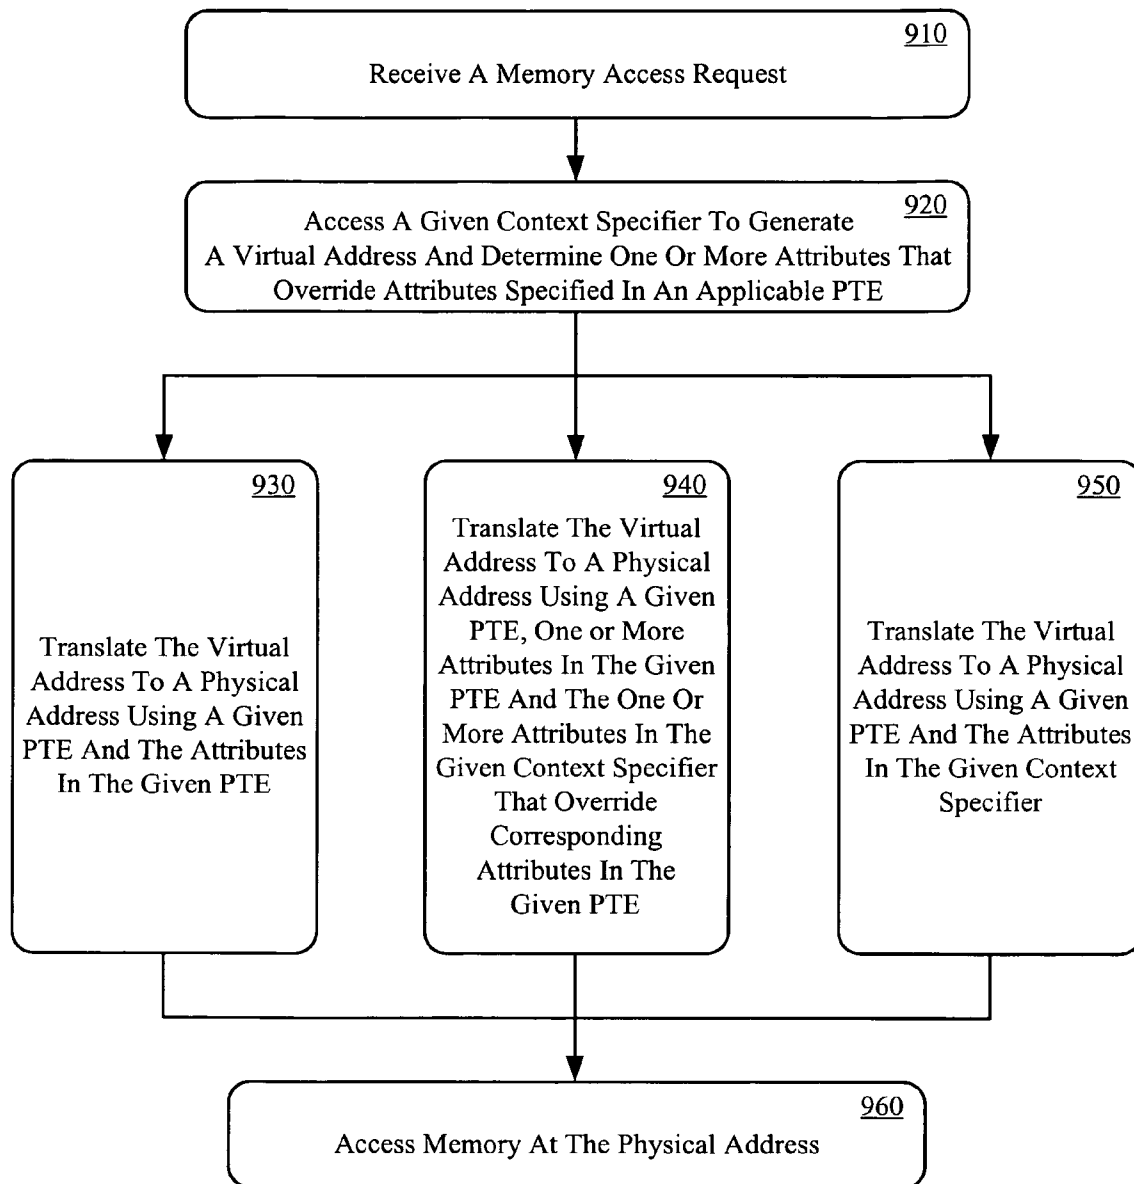 910
Receive A Memory Access Request
920
Access A Given Context Specifier To Generate
A Virtual Address And Determine One Or More Attributes That
Override Attributes Specified In An Applicable PTE
930
Translate The Virtual
Address To A Physical
Address Using A Given
PTE And The Attributes
In The Given PTE
940
Translate The Virtual
Address To A Physical
Address Using A Given
PTE, One or More
Attributes In The Given
PTE And The One Or
More Attributes In The
Given Context Specifier
That Override
Corresponding
Attributes In The
Given PTE
950
Translate The Virtual
Address To A Physical
Address Using A Given
PTE And The Attributes
In The Given Context
Specifier
960
Access Memory At The Physical Address